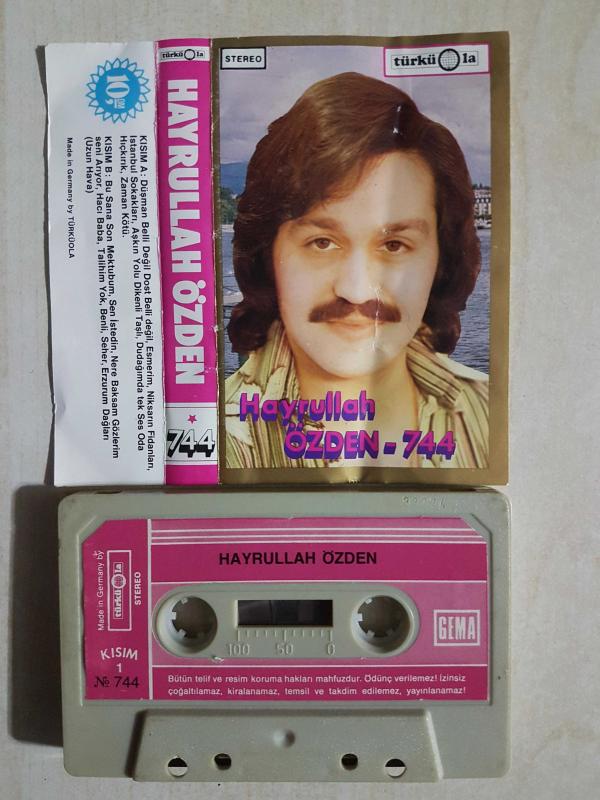 türkü la
HAYRULLAH ÖZDEN
744
10,-
DM
KISIM A: Düşman Belli Değil Dost Belli değil, Esmerim, Niksarın Fidanları,
İstanbul Sokakları, Aşkın Yolu Dikenli Taşlı, Dudağımda tek Ses Oda
Hıçkırık, Zaman Kötü.
KISIM B: Bu Sana Son Mektubum, Sen İstedin, Nere Baksam Gözlerim
seni Arıyor, Hacı Baba, Talihim Yok, Benli, Seher, Erzurum Dağları
(Uzun Hava)
Made in Germany by TÜRKÜOLA
STEREO
türkü la
Hayrullah
ÖZDEN - 744
HAYRULLAH ÖZDEN
Made in Germany by
türkü la
STEREO
KISIM
1
№ 744
100 50 0
GEMA
Bütün telif ve resim koruma hakları mahfuzdur. Ödünç verilemez! İzinsiz
çoğaltılamaz, kiralanamaz, temsil ve takdim edilemez, yayınlanamaz!